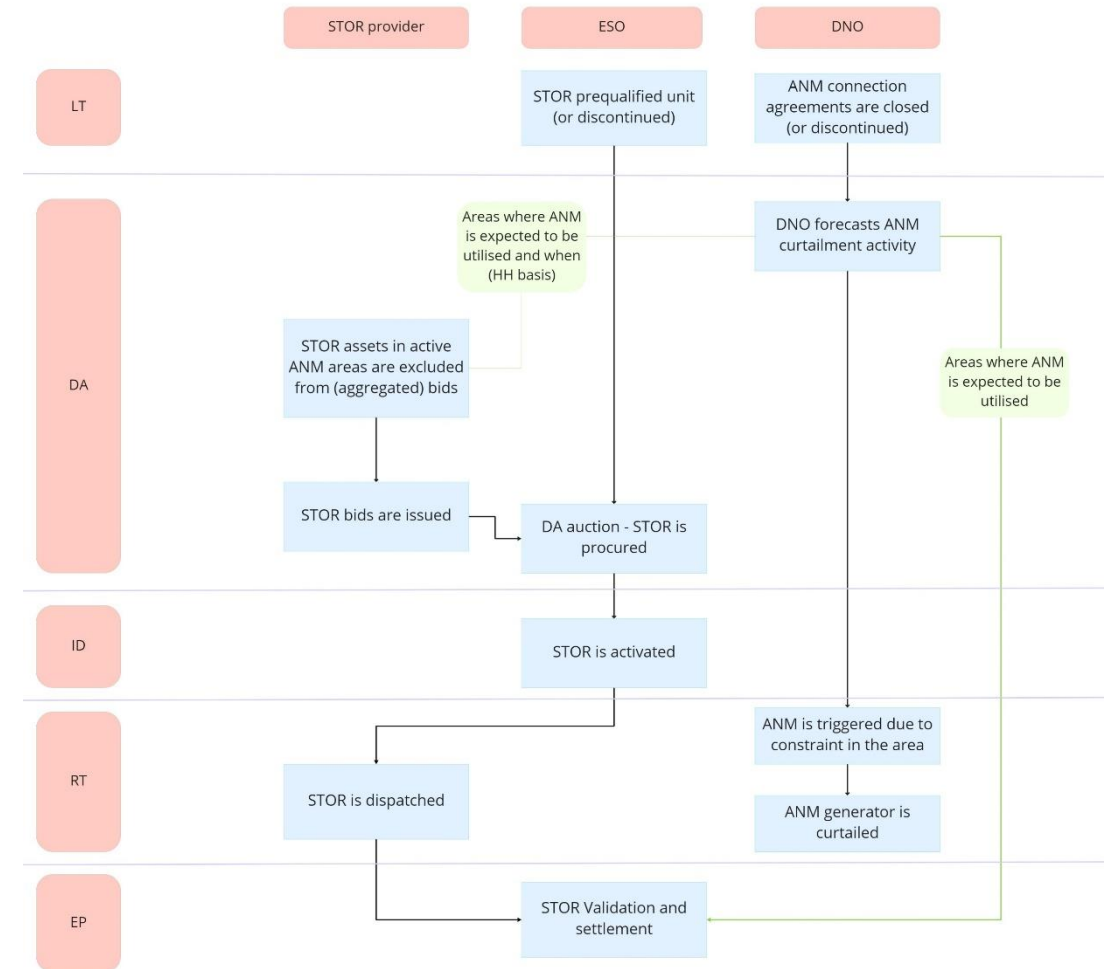 STOR provider
ESO
DNO
LT
STOR prequalified unit
(or discontinued)
ANM connection
agreements are closed
(or discontinued)
DA
Areas where ANM
is expected to be
utilised and when
(HH basis)
DNO forecasts ANM
curtailment activity
STOR assets in active
ANM areas are excluded
from (aggregated) bids
Areas where ANM
is expected to be
utilised
STOR bids are issued
DA auction - STOR is
procured
ID
STOR is activated
RT
ANM is triggered due to
constraint in the area
STOR is dispatched
ANM generator is
curtailed
EP
STOR Validation and
settlement